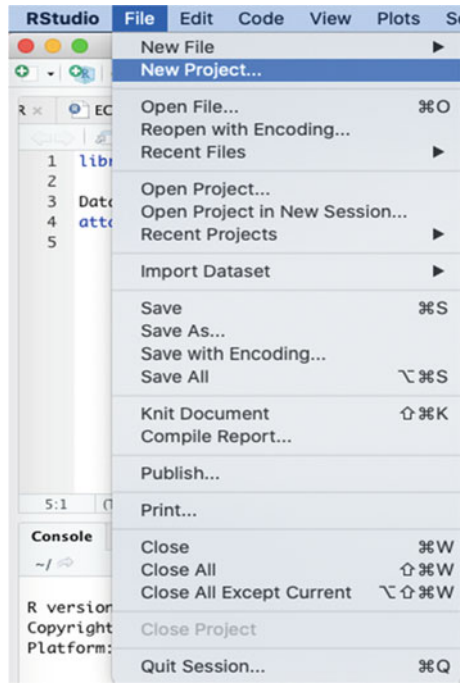 RStudio File Edit Code View Plots
New File ▶
New Project...
R × EC
Open File... ⌘O
Reopen with Encoding...
Recent Files ▶
1 libr
2
3 Data
4 atta
5
Open Project...
Open Project in New Session...
Recent Projects ▶
Import Dataset ▶
Save ⌘S
Save As...
Save with Encoding...
Save All ⌥⌘S
Knit Document ⇧⌘K
Compile Report...
Publish...
5:1 (T
Print...
Console
~/
Close ⌘W
Close All ⇧⌘W
Close All Except Current ⌥⇧⌘W
R version
Copyright
Platform:
Close Project
Quit Session... ⌘Q